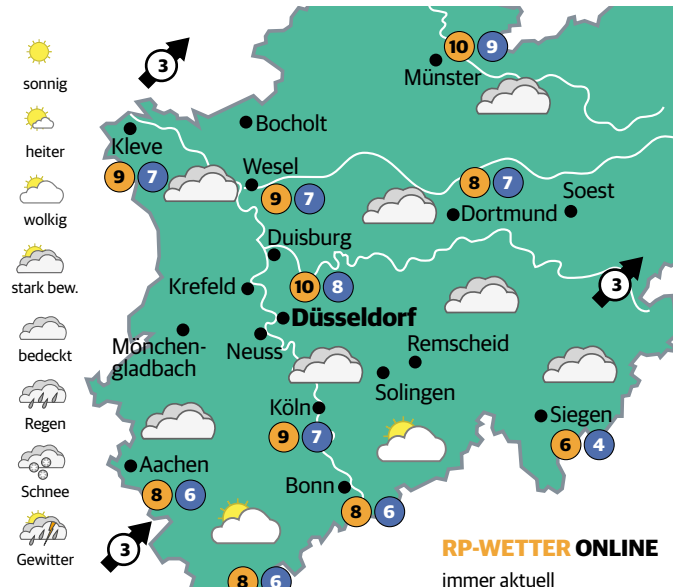 sonnig
heiter
wolkig
stark bew.
bedeckt
Regen
Schnee
Gewitter
3
10 9
Münster
Bocholt
Kleve
9 7
Wesel
9 7
8 7
Dortmund
Soest
Duisburg
Krefeld
10 8
3
Düsseldorf
Mönchen-
gladbach
Neuss
Remscheid
Solingen
Köln
9 7
Siegen
6 4
Aachen
8 6
Bonn
8 6
3
8 6
RP-WETTER ONLINE
immer aktuell